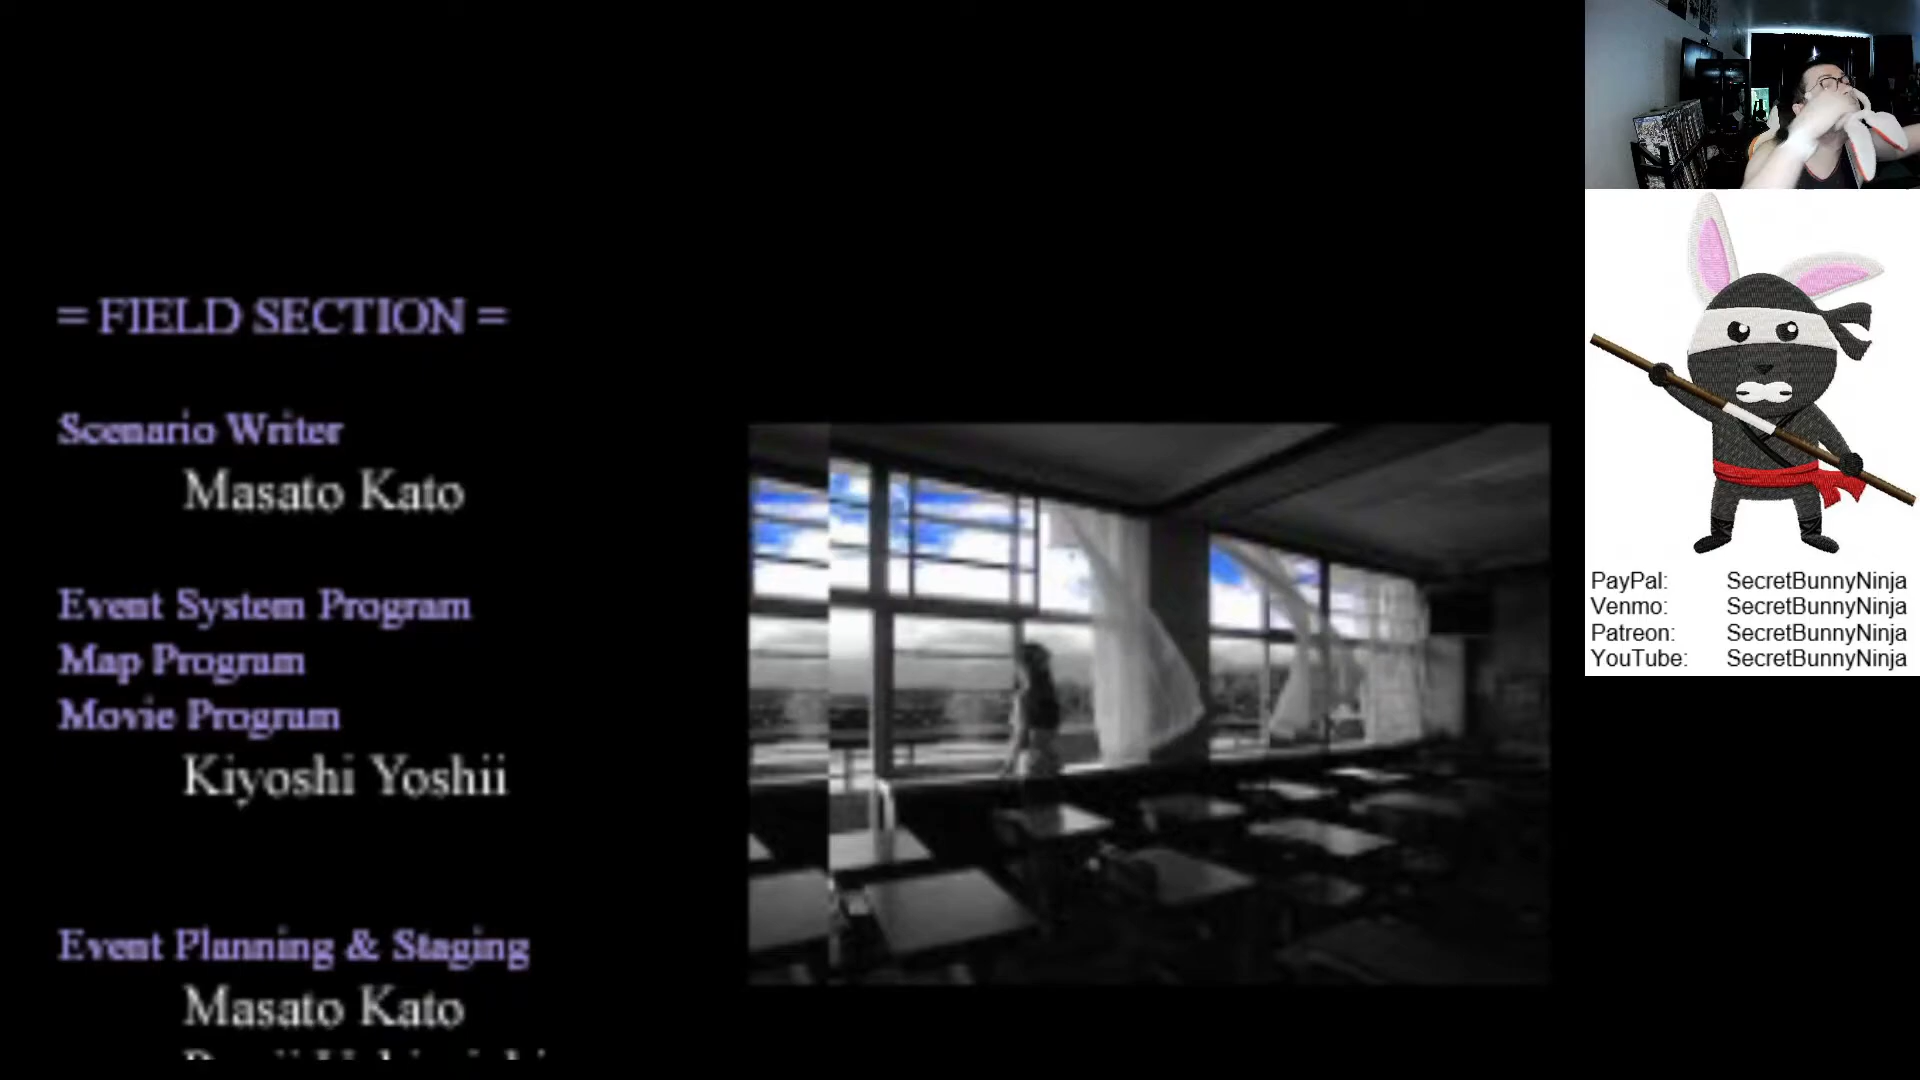 = FIELD SECTION =
Scenario Writer
Masato Kato
Event System Program
Map Program
Movie Program
Kiyoshi Yoshii
Event Planning & Staging
Masato Kato
PayPal: SecretBunnyNinja
Venmo: SecretBunnyNinja
Patreon: SecretBunnyNinja
YouTube: SecretBunnyNinja